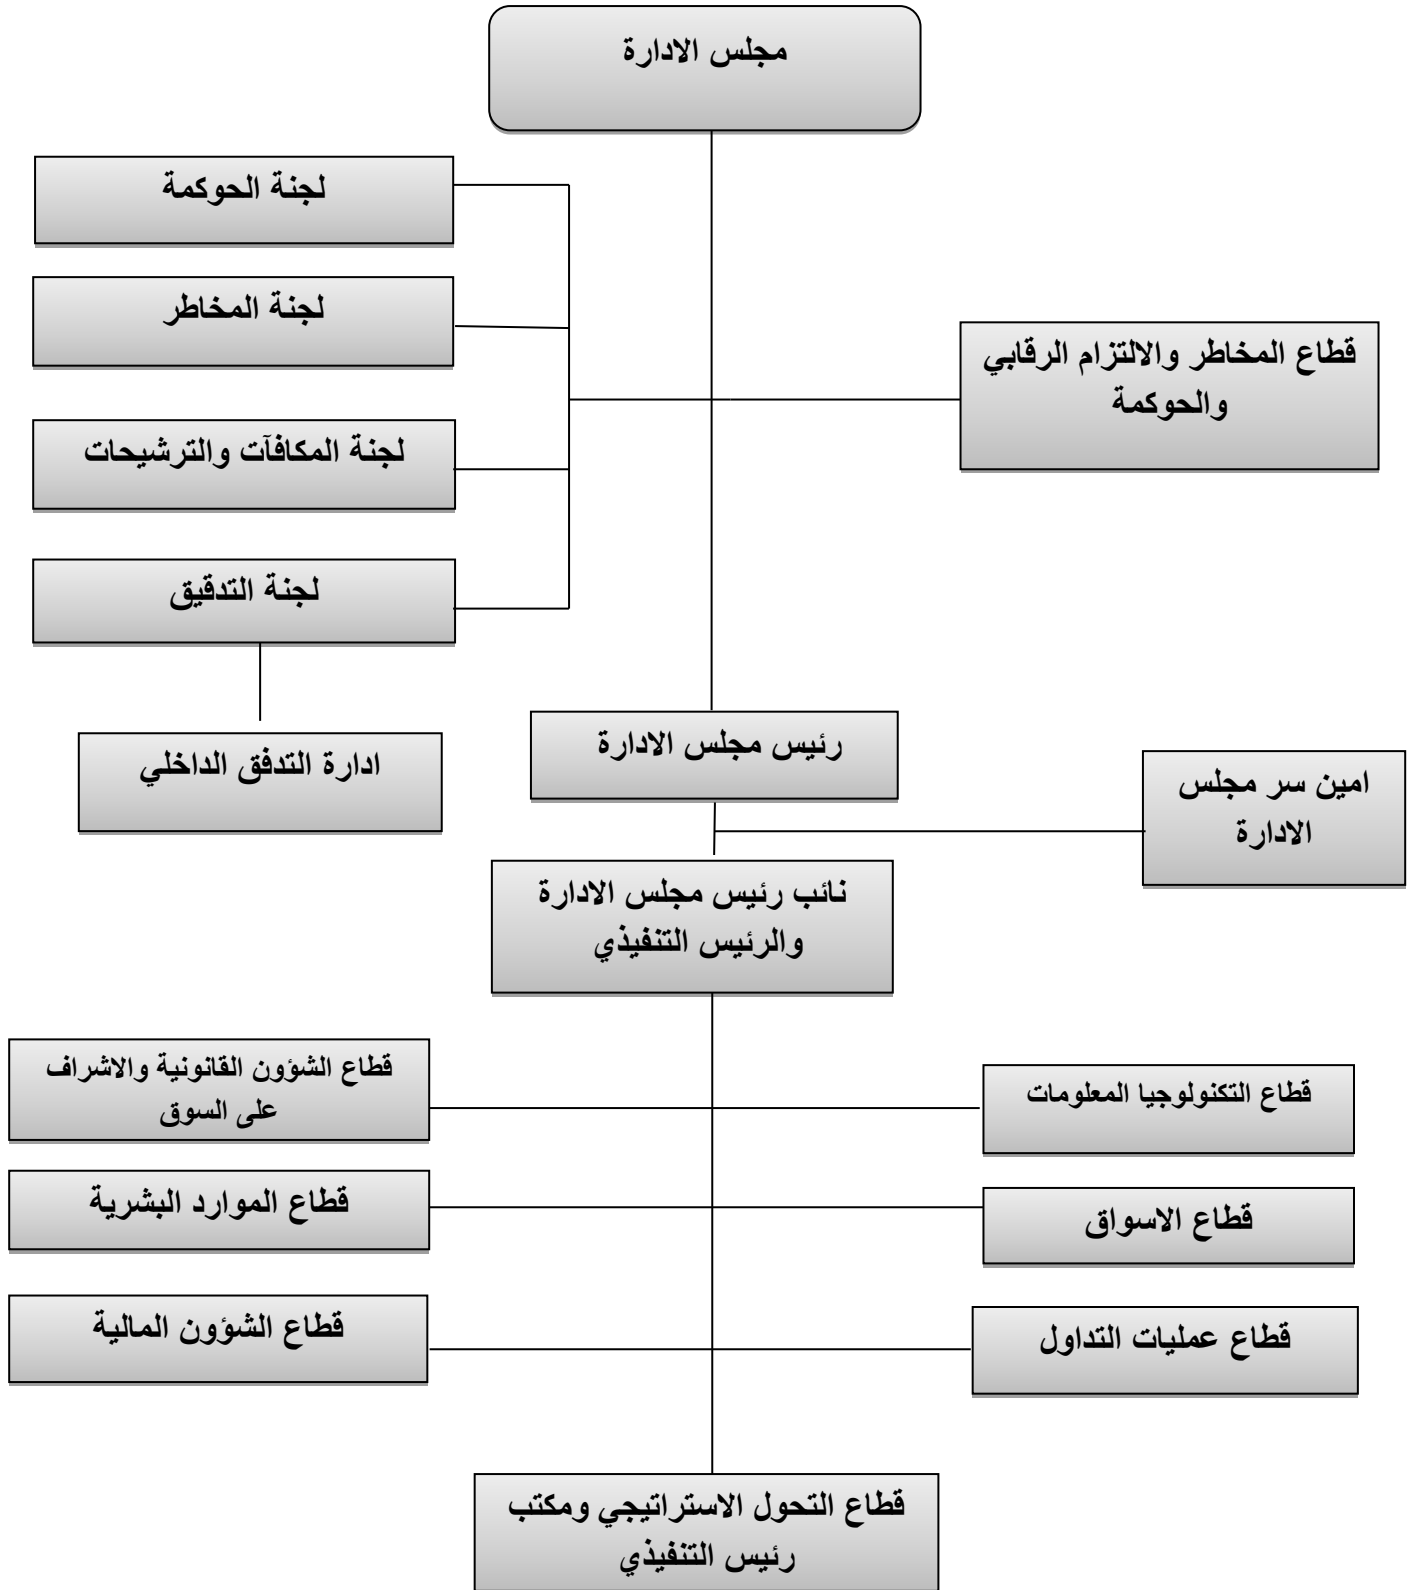 مجلس الادارة
لجنة الحوكمة
لجنة المخاطر
قطاع المخاطر والالتزام الرقابي
والحوكمة
لجنة المكافآت والترشيحات
لجنة التدقيق
رئيس مجلس الادارة
ادارة التدفق الداخلي
امين سر مجلس
الادارة
نائب رئيس مجلس الادارة
والرئيس التنفيذي
قطاع الشؤون القانونية والاشراف
على السوق
قطاع التكنولوجيا المعلومات
قطاع الموارد البشرية
قطاع الاسواق
قطاع الشؤون المالية
قطاع عمليات التداول
قطاع التحول الاستراتيجي ومكتب
رئيس التنفيذي